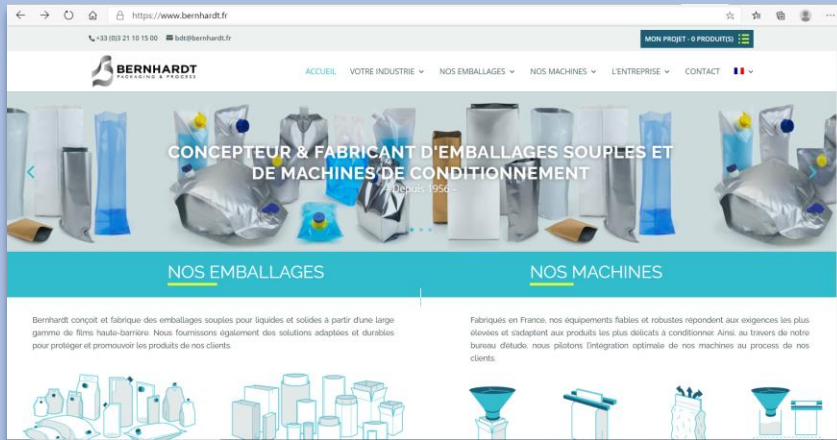 https://www.bernhardt.fr
+33 (0)3 21 10 15 00 bdt@bernhardt.fr
MON PROJET - 0 PRODUIT(S)
BERNHARDT
PACKAGING & PROCESS
ACCUEIL VOTRE INDUSTRIE NOS EMBALLAGES NOS MACHINES L'ENTREPRISE CONTACT
CONCEPTEUR & FABRICANT D'EMBALLAGES SOUPLES ET
DE MACHINES DE CONDITIONNEMENT
- Depuis 1956 -
NOS EMBALLAGES
Bernhardt conçoit et fabrique des emballages souples pour liquides et solides à partir d'une large
gamme de films haute-barrière. Nous fournissons également des solutions adaptées et durables
pour protéger et promouvoir les produits de nos clients.
NOS MACHINES
Fabriqués en France, nos équipements fiables et robustes répondent aux exigences les plus
élevées et s'adaptent aux produits les plus délicats à conditionner. Ainsi, au travers de notre
bureau d'étude, nous pilotons l'intégration optimale de nos machines au process de nos
clients.